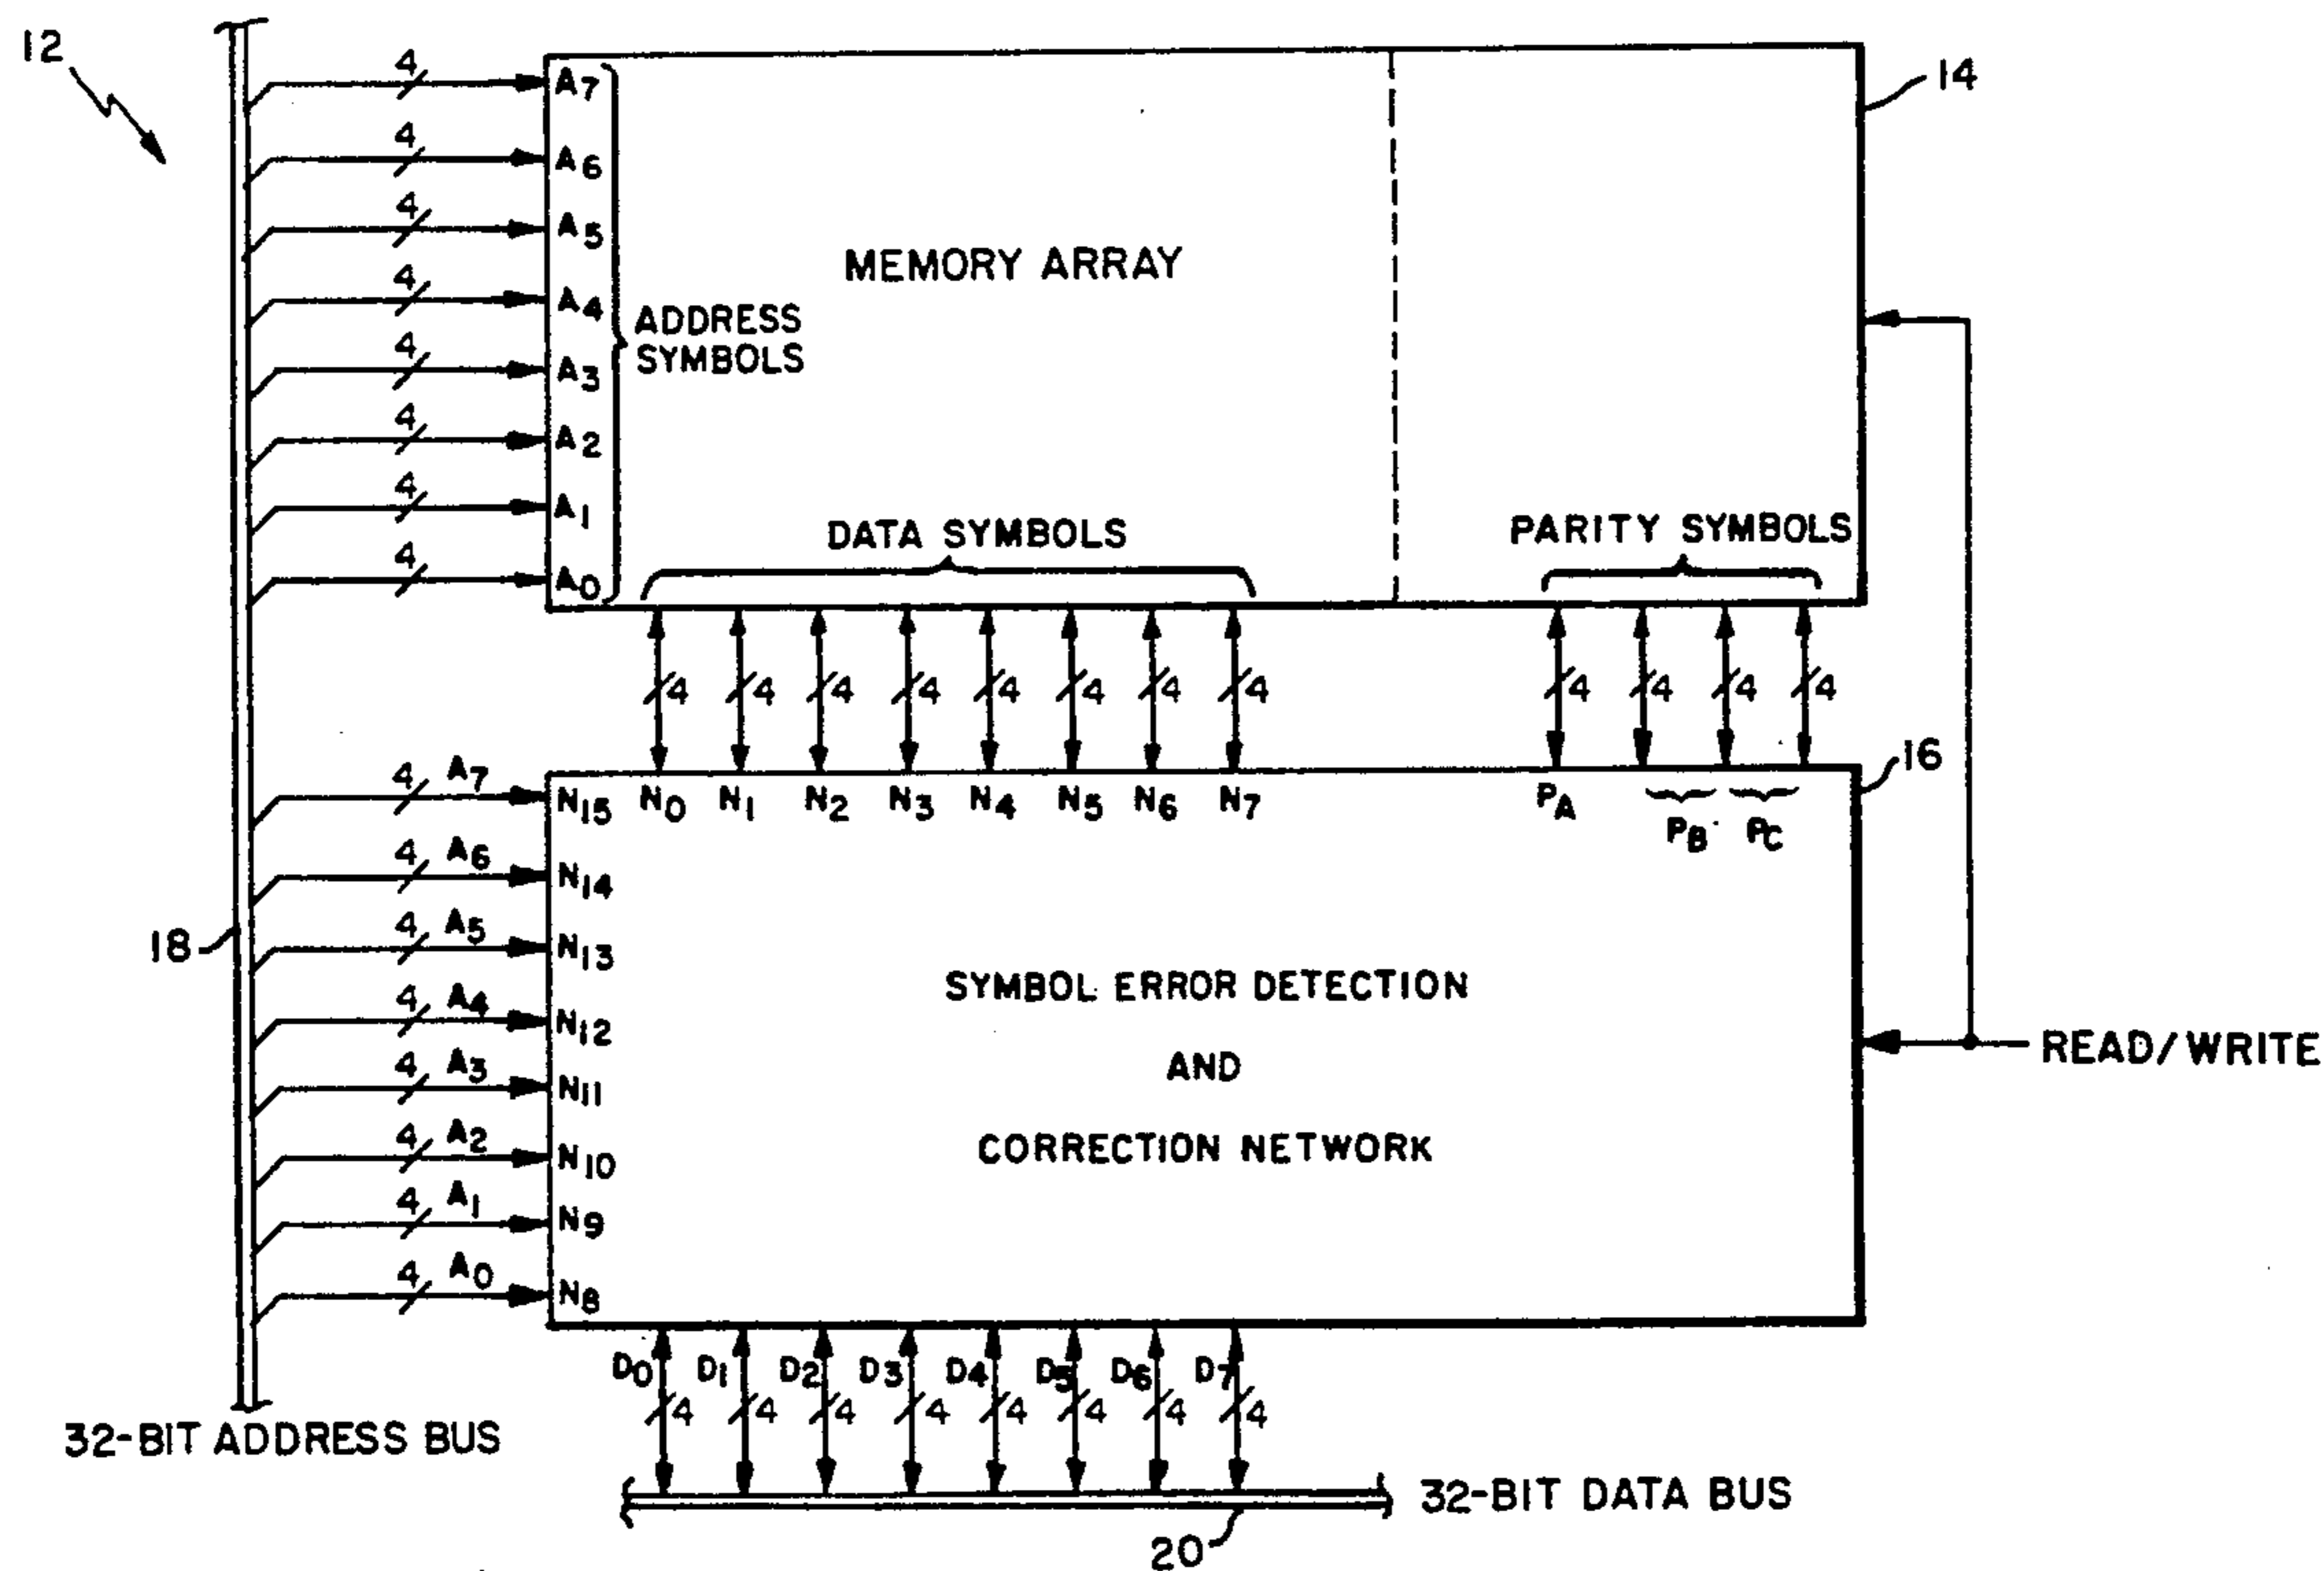 12
14
4 A7
4 A6
4 A5
4 A4
4 A3
4 A2
4 A1
4 A0
MEMORY ARRAY
ADDRESS
SYMBOLS
DATA SYMBOLS
PARITY SYMBOLS
4 4 4 4 4 4 4 4 4 4 4 4
16
N0 N1 N2 N3 N4 N5 N6 N7 PA
PB PC
4 A7 N15
4 A6 N14
18
4 A5 N13
4 A4 N12
4 A3 N11
4 A2 N10
4 A1 N9
4 A0 N8
SYMBOL ERROR DETECTION
AND
CORRECTION NETWORK
READ/WRITE
D0 D1 D2 D3 D4 D5 D6 D7
4 4 4 4 4 4 4 4
32-BIT ADDRESS BUS
32-BIT DATA BUS
20